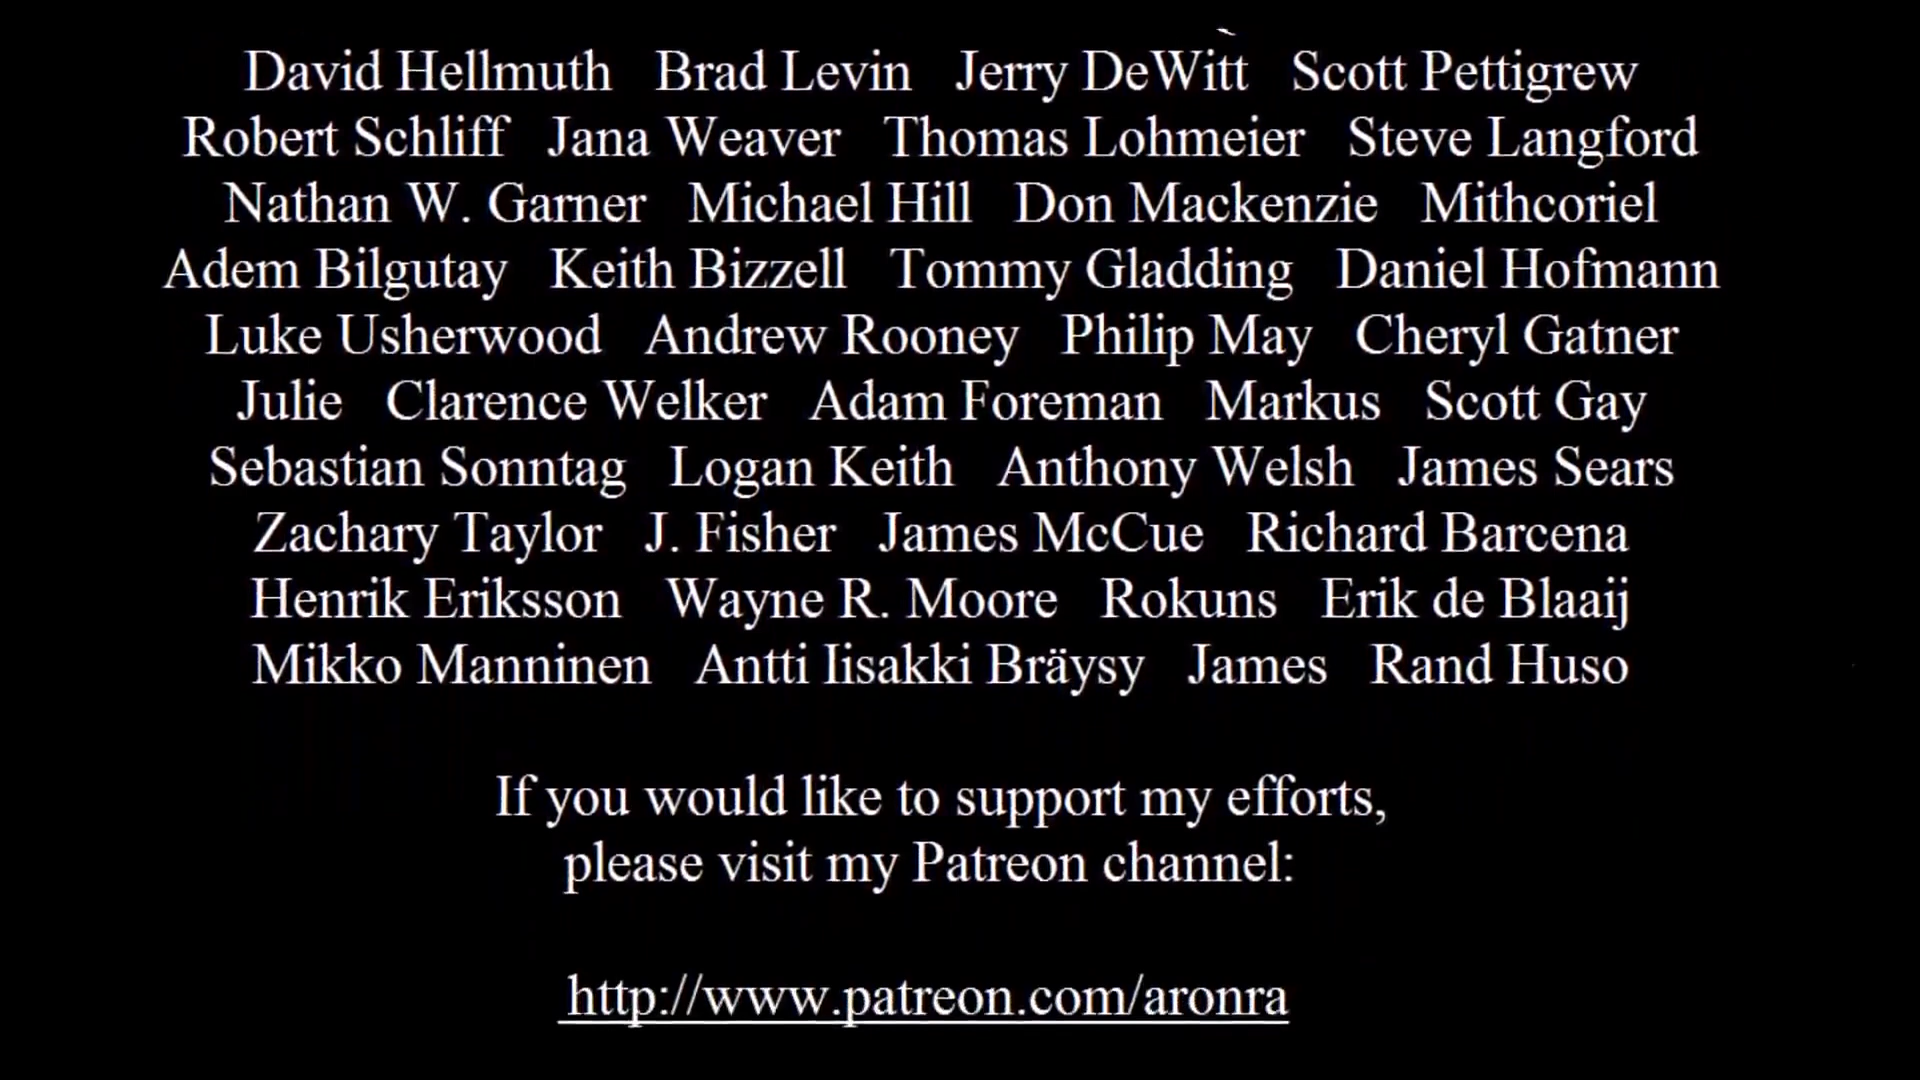 David Hellmuth Brad Levin Jerry DeWitt Scott Pettigrew
Robert Schliff Jana Weaver Thomas Lohmeier Steve Langford
Nathan W. Garner Michael Hill Don Mackenzie Mithcoriel
Adem Bilgutay Keith Bizzell Tommy Gladding Daniel Hofmann
Luke Usherwood Andrew Rooney Philip May Cheryl Gatner
Julie Clarence Welker Adam Foreman Markus Scott Gay
Sebastian Sonntag Logan Keith Anthony Welsh James Sears
Zachary Taylor J. Fisher James McCue Richard Barcena
Henrik Eriksson Wayne R. Moore Rokuns Erik de Blaaij
Mikko Manninen Antti Iisakki Bräysy James Rand Huso
If you would like to support my efforts,
please visit my Patreon channel:
http://www.patreon.com/aronra